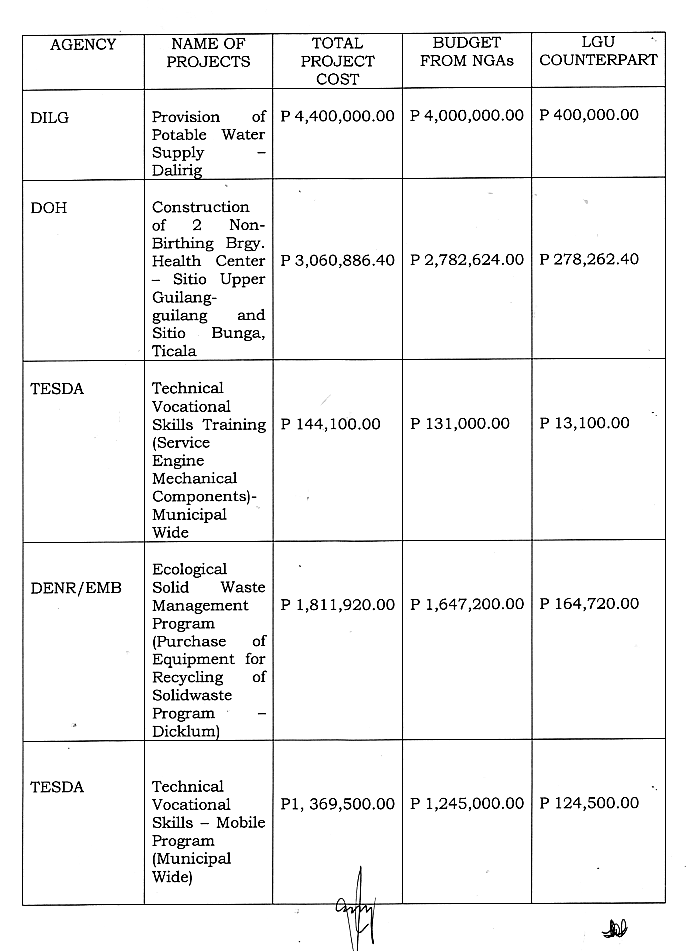 AGENCY
NAME OF
PROJECTS
TOTAL
PROJECT
COST
BUDGET
FROM NGAs
LGU
COUNTERPART
DILG
Provision of
Potable Water
Supply –
Dalirig
P 4,400,000.00
P 4,000,000.00
P 400,000.00
DOH
Construction
of 2 Non-
Birthing Brgy.
Health Center
– Sitio Upper
Guilang-
guilang and
Sitio Bunga,
Ticala
P 3,060,886.40
P 2,782,624.00
P 278,262.40
TESDA
Technical
Vocational
Skills Training
(Service
Engine
Mechanical
Components)-
Municipal
Wide
P 144,100.00
P 131,000.00
P 13,100.00
DENR/EMB
Ecological
Solid Waste
Management
Program
(Purchase of
Equipment for
Recycling of
Solidwaste
Program –
Dicklum)
P 1,811,920.00
P 1,647,200.00
P 164,720.00
TESDA
Technical
Vocational
Skills – Mobile
Program
(Municipal
Wide)
P1, 369,500.00
P 1,245,000.00
P 124,500.00